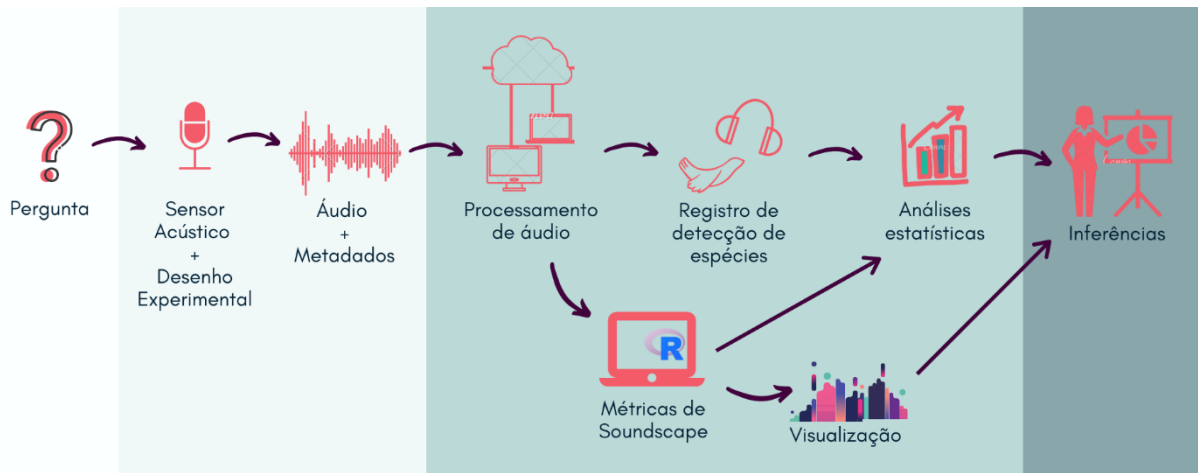 Pergunta
Sensor
Acústico
+
Desenho
Experimental
Áudio
+
Metadados
Processamento
de áudio
Registro de
detecção de
espécies
Análises
estatísticas
Inferências
R
Métricas de
Soundscape
Visualização